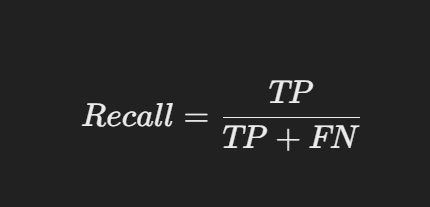 Recall = TP / TP + FN